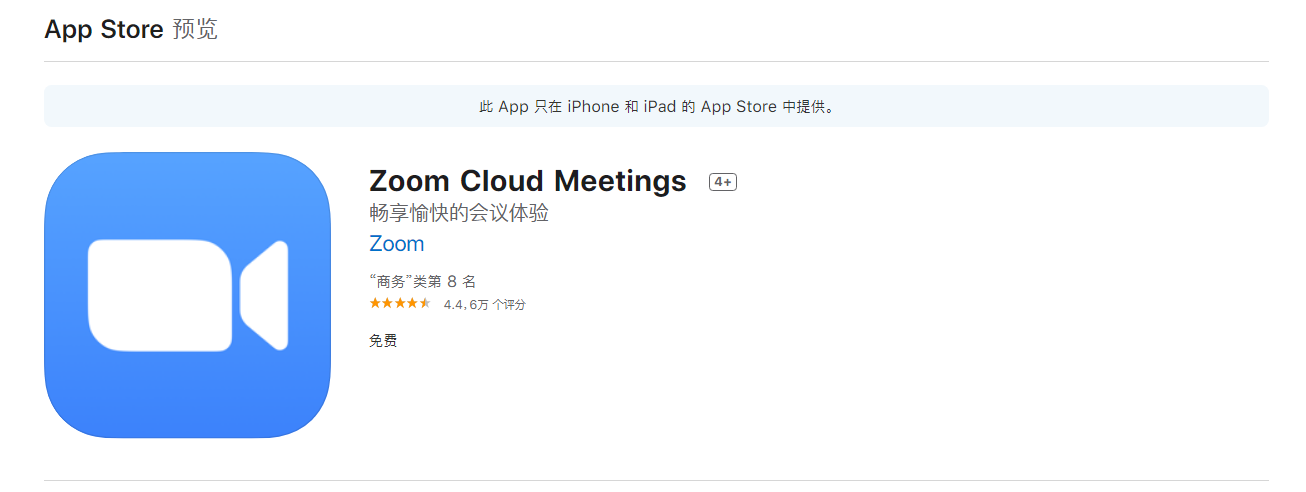 App Store 预览
此 App 只在 iPhone 和 iPad 的 App Store 中提供。
Zoom Cloud Meetings 4+
畅享愉快的会议体验
Zoom
“商务”类第 8 名
4.4，6万 个评分
免费